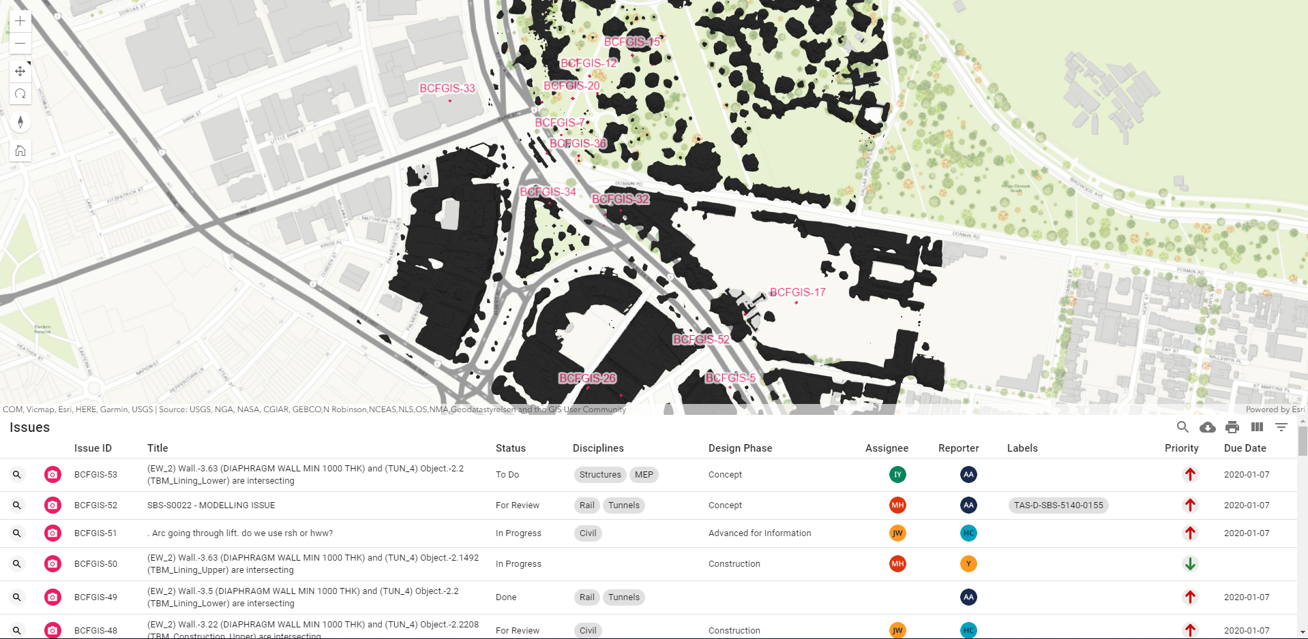 BCFGIS-15
BCFGIS-12
BCFGIS-20
BCFGIS-33
BCFGIS-7
BCFGIS-36
BCFGIS-34
BCFGIS-32
DOMAIN RD
DOMAIN RD
DOMAIN RD
BCFGIS-17
BCFGIS-52
BCFGIS-26
BCFGIS-5
COM, Vicmap, Esri, HERE, Garmin, USGS | Source: USGS, NGA, NASA, CGIAR, GEBCO,N Robinson,NCEAS,NLS,OS,NMA,Geodatastyrelsen and the GIS User Community
Powered by Esri
Issues
Issue ID Title Status Disciplines Design Phase Assignee Reporter Labels Priority Due Date
BCFGIS-53 (EW_2) Wall.-3.63 (DIAPHRAGM WALL MIN 1000 THK) and (TUN_4) Object.-2.2 To Do Structures MEP Concept IY AA 2020-01-07
(TBM_Lining_Lower) are intersecting
BCFGIS-52 SBS-S0022 - MODELLING ISSUE For Review Rail Tunnels Concept MH AA TAS-D-SBS-5140-0155 2020-01-07
BCFGIS-51 . Arc going through lift. do we use rsh or hww? In Progress Civil Advanced for Information JW HC 2020-01-07
BCFGIS-50 (EW_2) Wall.-3.63 (DIAPHRAGM WALL MIN 1000 THK) and (TUN_4) Object.-2.1492 In Progress Construction MH Y 2020-01-07
(TBM_Lining_Upper) are intersecting
BCFGIS-49 (EW_2) Wall.-3.5 (DIAPHRAGM WALL MIN 1000 THK) and (TUN_4) Object.-2.2 Done Rail Tunnels AA 2020-01-07
(TBM_Lining_Lower) are intersecting
BCFGIS-48 (EW_2) Wall.-3.22 (DIAPHRAGM WALL MIN 1000 THK) and (TUN_4) Object.-2.2208 For Review Civil Construction JW HC 2020-01-07
(TBM_Construction_Upper) are intersecting